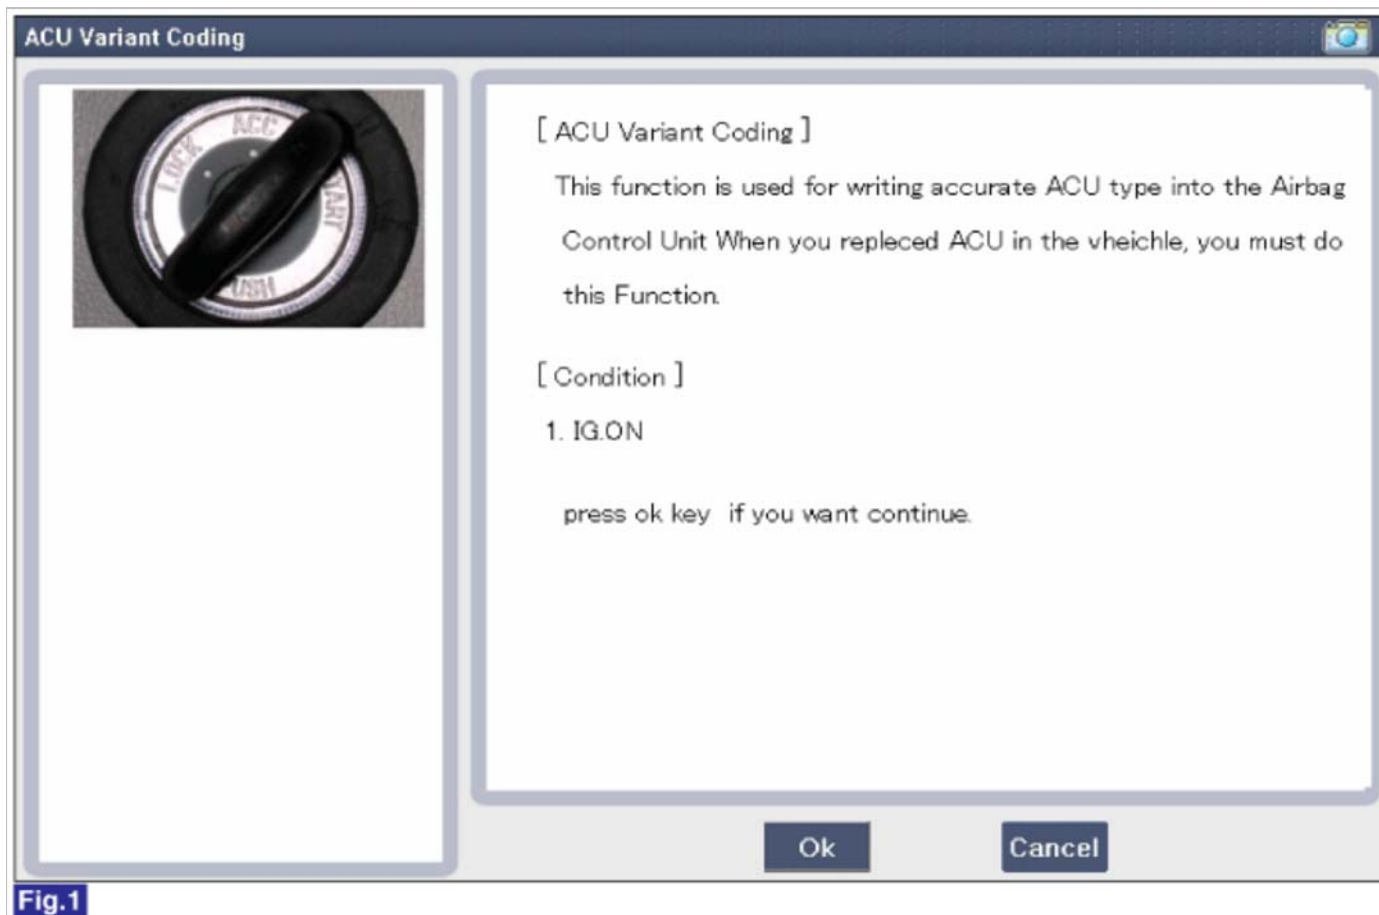 ACU Variant Coding
ACC
LOCK
PUSH
[ ACU Variant Coding ]
This function is used for writing accurate ACU type into the Airbag
Control Unit When you repleced ACU in the vheichle, you must do
this Function.
[ Condition ]
1. IG.ON
press ok key if you want continue.
Ok
Cancel
Fig.1